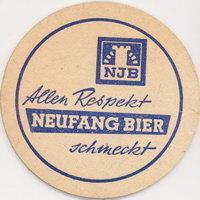 NJB
Allen Respekt
NEUFANG BIER
schmeckt